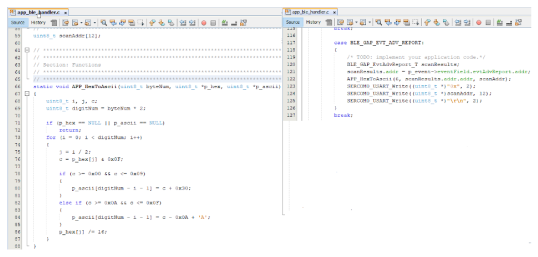 app_ble_handler.c
Source History
59
60 uint8_t scanAddr[12];
61 // ****
62 // ****
63 // Section: Functions
64 // ****
65 // ****
66 static void APP_HexToAscii(uint8_t byteNum, uint8_t *p_hex, uint8_t *p_ascii)
67 {
68 uint8_t i, j, c;
69 uint8_t digitNum = byteNum * 2;
70
71 if (p_hex == NULL || p_ascii == NULL)
72 return;
73 for (i = 0; i < digitNum; i++)
74 {
75 j = i / 2;
76 c = p_hex[j] & 0x0F;
77
78 if (c >= 0x00 && c <= 0x09)
79 {
80 p_ascii[digitNum - i - 1] = c + 0x30;
81 }
82 else if (c >= 0x0A && c <= 0x0F)
83 {
84 p_ascii[digitNum - i - 1] = c - 0x0A + 'A';
85 }
86 p_hex[j] /= 16;
87 }
88 }
app_ble_handler.c
Source History
115 break;
116
117 case BLE_GAP_EVT_ADV_REPORT:
118 {
119 /* TODO: implement your application code.*/
120 BLE_GAP_EvtAdvReport_T scanResults;
121 scanResults.addr = p_event->eventField.evtAdvReport.addr;
122 APP_HexToAscii(6, scanResults.addr.addr, scanAddr);
123 SERCOM0_USART_Write((uint8_t *)"0x", 2);
124 SERCOM0_USART_Write((uint8_t *)scanAddr, 12);
125 SERCOM0_USART_Write((uint8_t *)"\r\n", 2);
126 }
127 break;